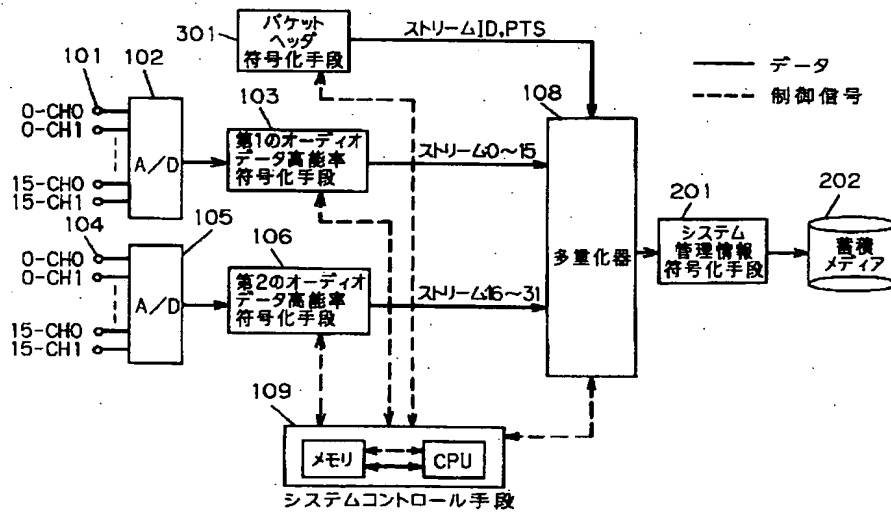 301
パケット
ヘッダ
符号化手段
ストリームID,PTS
データ
制御信号
101
102
0-CH0
0-CH1
15-CH0
15-CH1
A/D
103
第1のオーディオ
データ高能率
符号化手段
ストリーム0～15
108
多重化器
104
105
0-CH0
0-CH1
15-CH0
15-CH1
A/D
106
第2のオーディオ
データ高能率
符号化手段
ストリーム16～31
201
システム
管理情報
符号化手段
202
蓄積
メディア
109
メモリ
CPU
システムコントロール手段